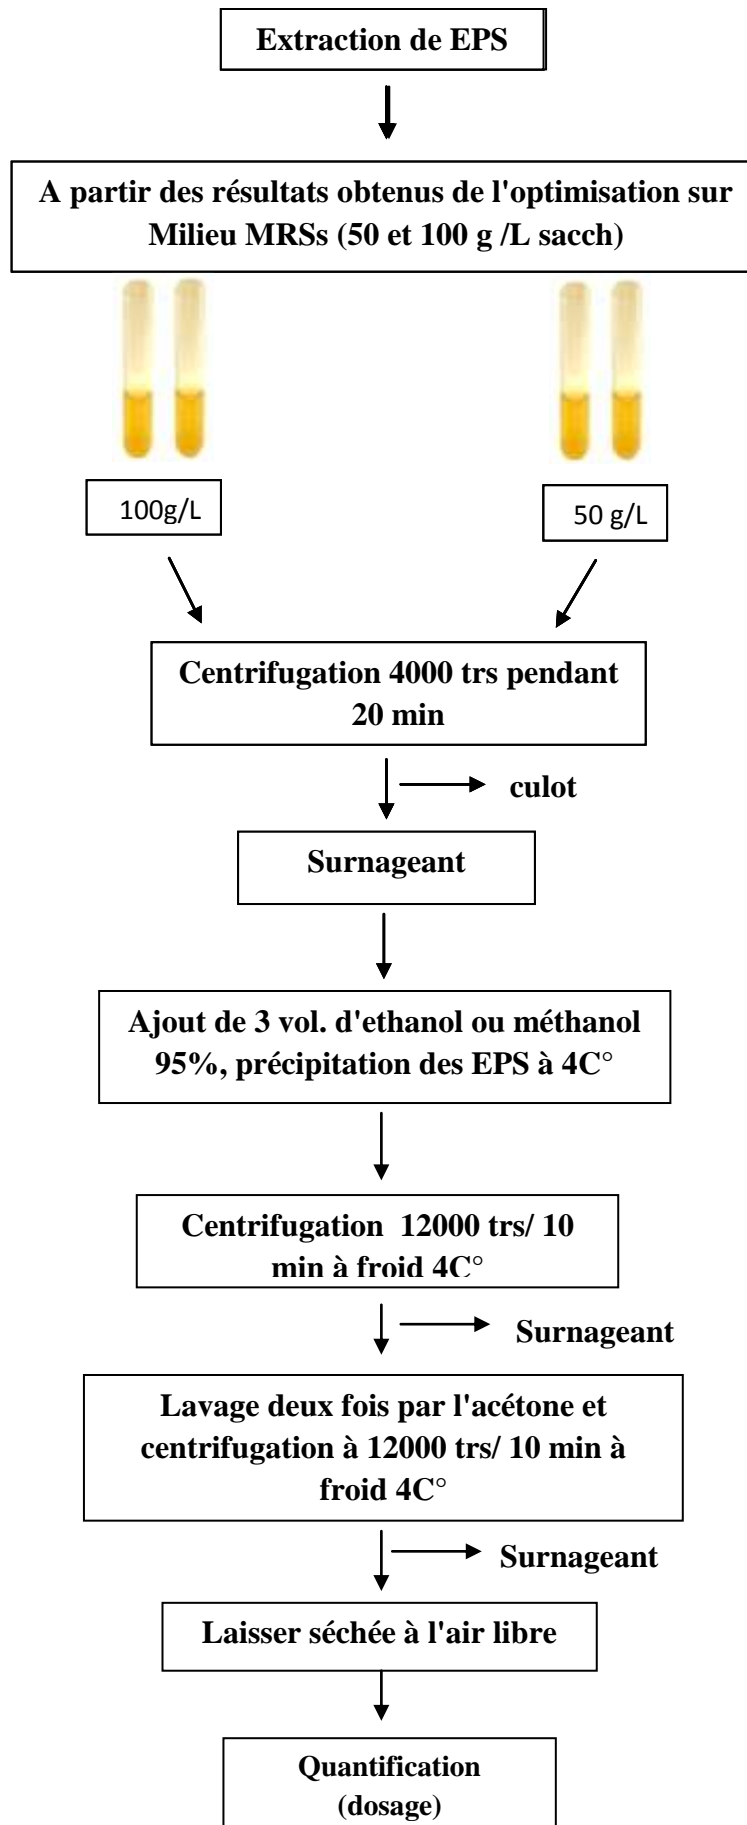 Extraction de EPS
A partir des résultats obtenus de l'optimisation sur
Milieu MRSs (50 et 100 g /L sacch)
100g/L
50 g/L
Centrifugation 4000 trs pendant
20 min
culot
Surnageant
Ajout de 3 vol. d'ethanol ou méthanol
95%, précipitation des EPS à 4C°
Centrifugation 12000 trs/ 10
min à froid 4C°
Surnageant
Lavage deux fois par l'acétone et
centrifugation à 12000 trs/ 10 min à
froid 4C°
Surnageant
Laisser séchée à l'air libre
Quantification
(dosage)